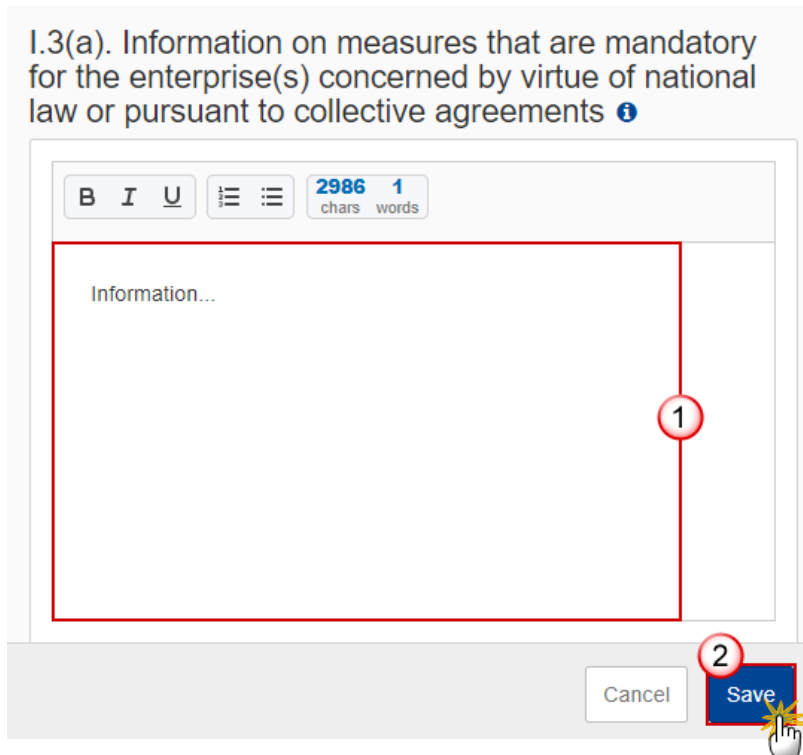 I.3(a). Information on measures that are mandatory
for the enterprise(s) concerned by virtue of national
law or pursuant to collective agreements i
B I U 2986 1
chars words
Information...
1
2
Cancel Save